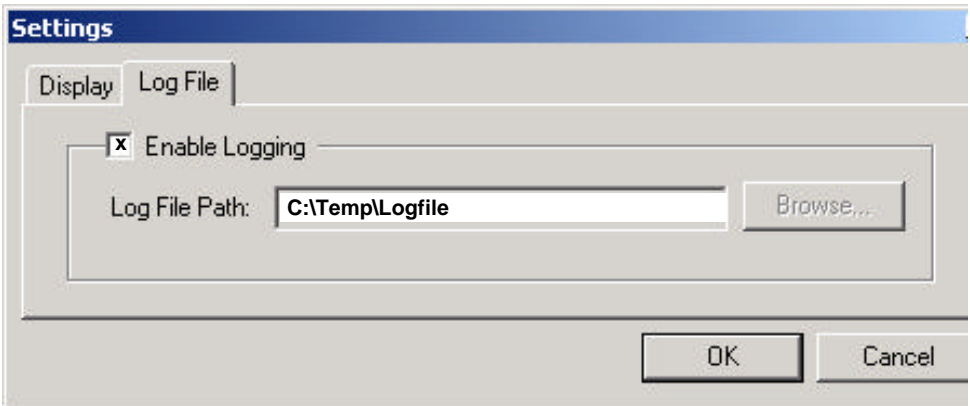 Settings
Display Log File
x Enable Logging
Log File Path: C:\Temp\Logfile Browse...
OK Cancel